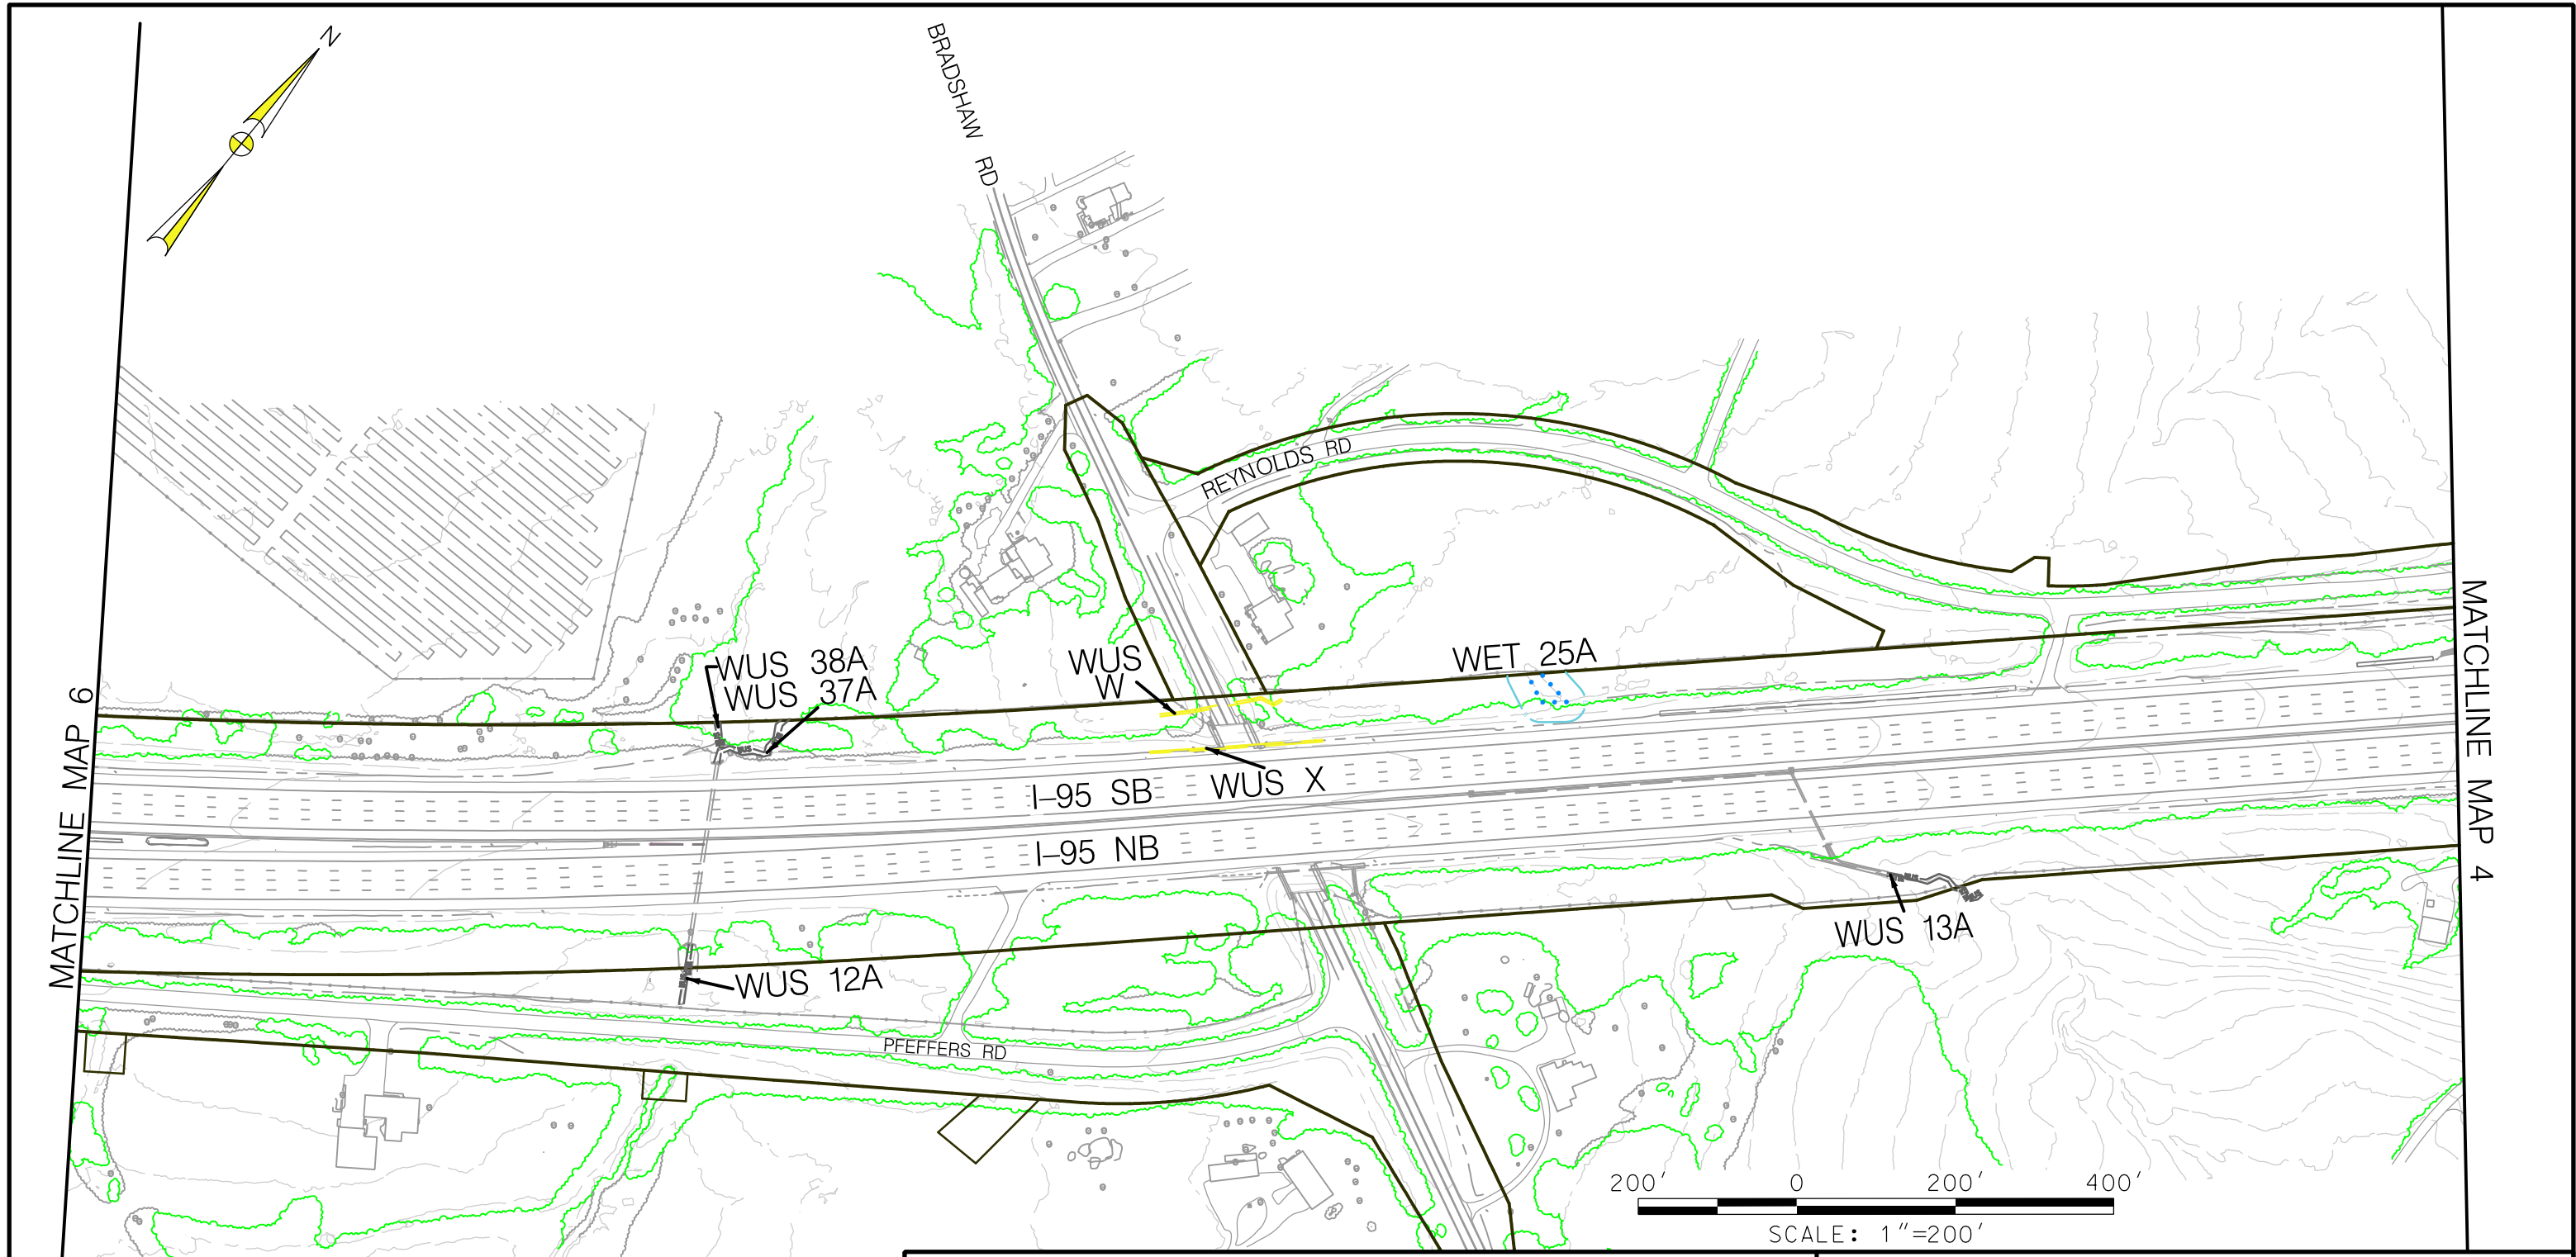 N
BRADSHAW RD
REYNOLDS RD
WUS 38A
WUS 37A
WUS
W
WET 25A
WUS X
I-95 SB
I-95 NB
MATCHLINE MAP 6
MATCHLINE MAP 4
WUS 13A
WUS 12A
PFEFFERS RD
200' 0 200' 400'
SCALE: 1"=200'